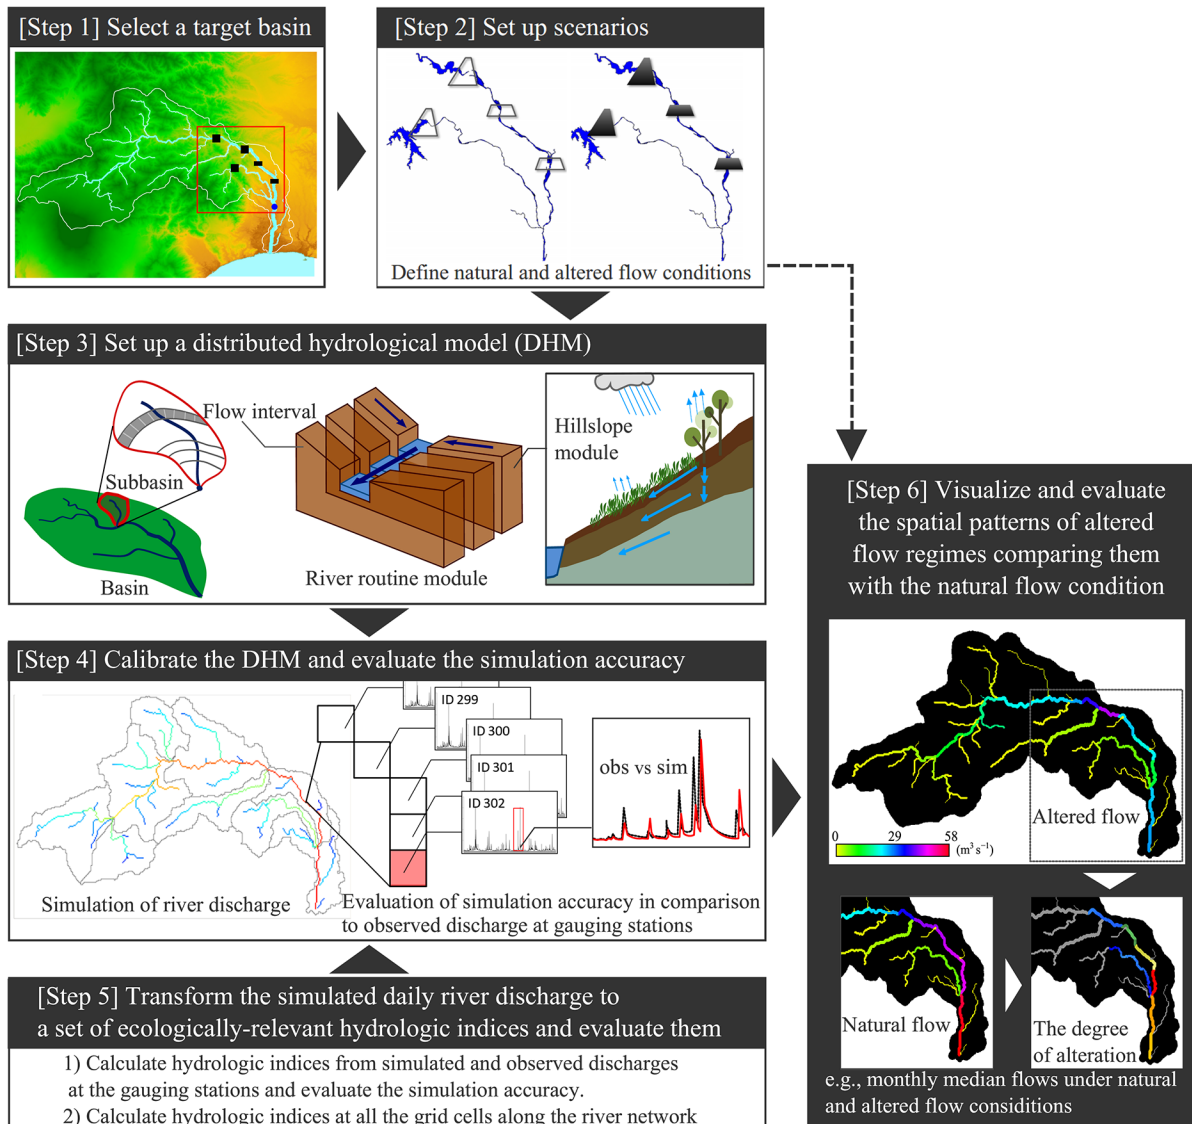 [Step 1] Select a target basin
[Step 2] Set up scenarios
Define natural and altered flow conditions
[Step 3] Set up a distributed hydrological model (DHM)
Flow interval
Subbasin
Basin
River routine module
Hillslope
module
[Step 4] Calibrate the DHM and evaluate the simulation accuracy
ID 299
ID 300
ID 301
ID 302
obs vs sim
Simulation of river discharge
Evaluation of simulation accuracy in comparison
to observed discharge at gauging stations
[Step 5] Transform the simulated daily river discharge to
a set of ecologically-relevant hydrologic indices and evaluate them
1) Calculate hydrologic indices from simulated and observed discharges
at the gauging stations and evaluate the simulation accuracy.
2) Calculate hydrologic indices at all the grid cells along the river network
[Step 6] Visualize and evaluate
the spatial patterns of altered
flow regimes comparing them
with the natural flow condition
Altered flow
0 29 58
(m³ s⁻¹)
Natural flow
The degree
of alteration
e.g., monthly median flows under natural
and altered flow considitions